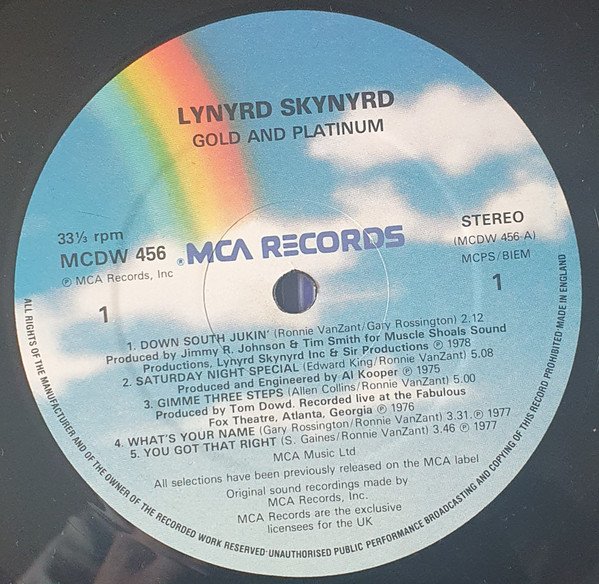 LYNYRD SKYNYRD
GOLD AND PLATINUM
33⅓ rpm
MCDW 456
℗ MCA Records, Inc
1
®MCA RECORDS
STEREO
(MCDW 456 A)
MCPS/BIEM
1
1. DOWN SOUTH JUKIN' (Ronnie VanZant/Gary Rossington) 2.12
Produced by Jimmy R. Johnson & Tim Smith for Muscle Shoals Sound
Productions, Lynyrd Skynyrd Inc & Sir Productions ℗ 1978
2. SATURDAY NIGHT SPECIAL (Edward King/Ronnie VanZant) 5.08
Produced and Engineered by Al Kooper ℗ 1975
3. GIMME THREE STEPS (Allen Collins/Ronnie VanZant) 5.00
Produced by Tom Dowd. Recorded live at the Fabulous
Fox Theatre, Atlanta, Georgia ℗ 1976
4. WHAT'S YOUR NAME (Gary Rossington/Ronnie VanZant) 3.31.℗ 1977
5. YOU GOT THAT RIGHT (S. Gaines/Ronnie VanZant) 3.46 ℗ 1977
MCA Music Ltd
All selections have been previously released on the MCA label
Original sound recordings made by
MCA Records, Inc.
MCA Records are the exclusive
licensees for the UK
ALL RIGHTS OF THE MANUFACTURER AND OF THE OWNER OF THE RECORDED WORK RESERVED·UNAUTHORISED PUBLIC PERFORMANCE BROADCASTING AND COPYING OF THIS RECORD PROHIBITED MADE IN ENGLAND